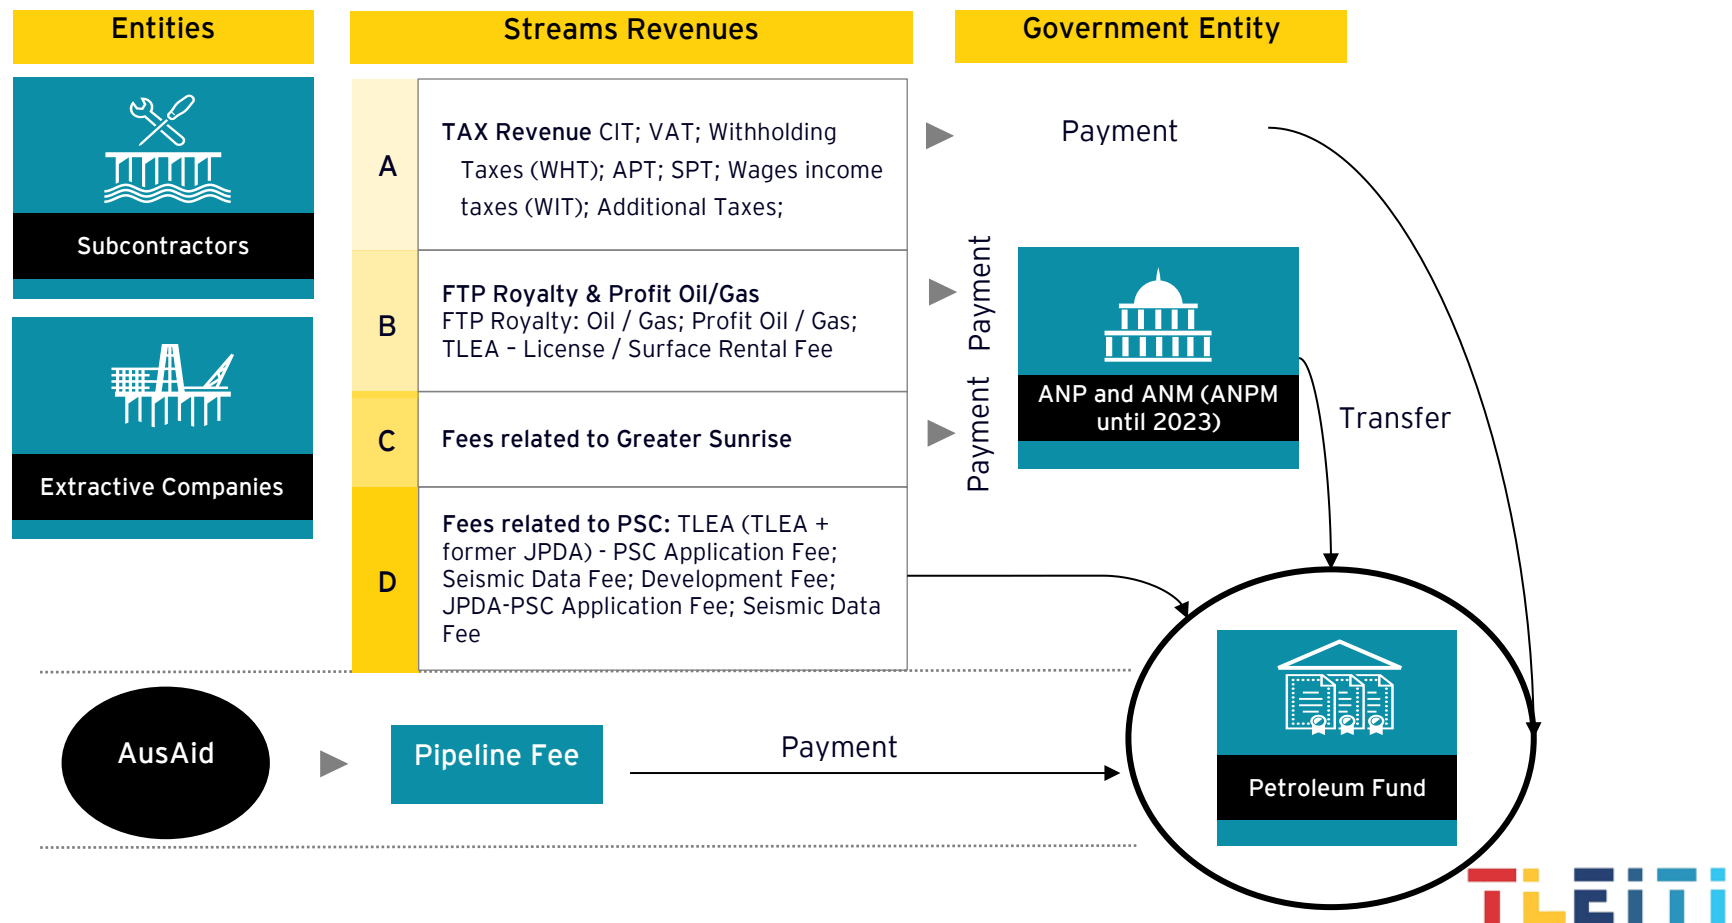 Entities
Streams Revenues
Government Entity
Subcontractors
Extractive Companies
A
TAX Revenue CIT; VAT; Withholding
Taxes (WHT); APT; SPT; Wages income
taxes (WIT); Additional Taxes;
Payment
B
FTP Royalty & Profit Oil/Gas
FTP Royalty: Oil / Gas; Profit Oil / Gas;
TLEA – License / Surface Rental Fee
Payment
C
Fees related to Greater Sunrise
Payment
ANP and ANM (ANPM
until 2023)
Transfer
D
Fees related to PSC: TLEA (TLEA +
former JPDA) - PSC Application Fee;
Seismic Data Fee; Development Fee;
JPDA-PSC Application Fee; Seismic Data
Fee
AusAid
Pipeline Fee
Payment
Petroleum Fund
TLEiTi